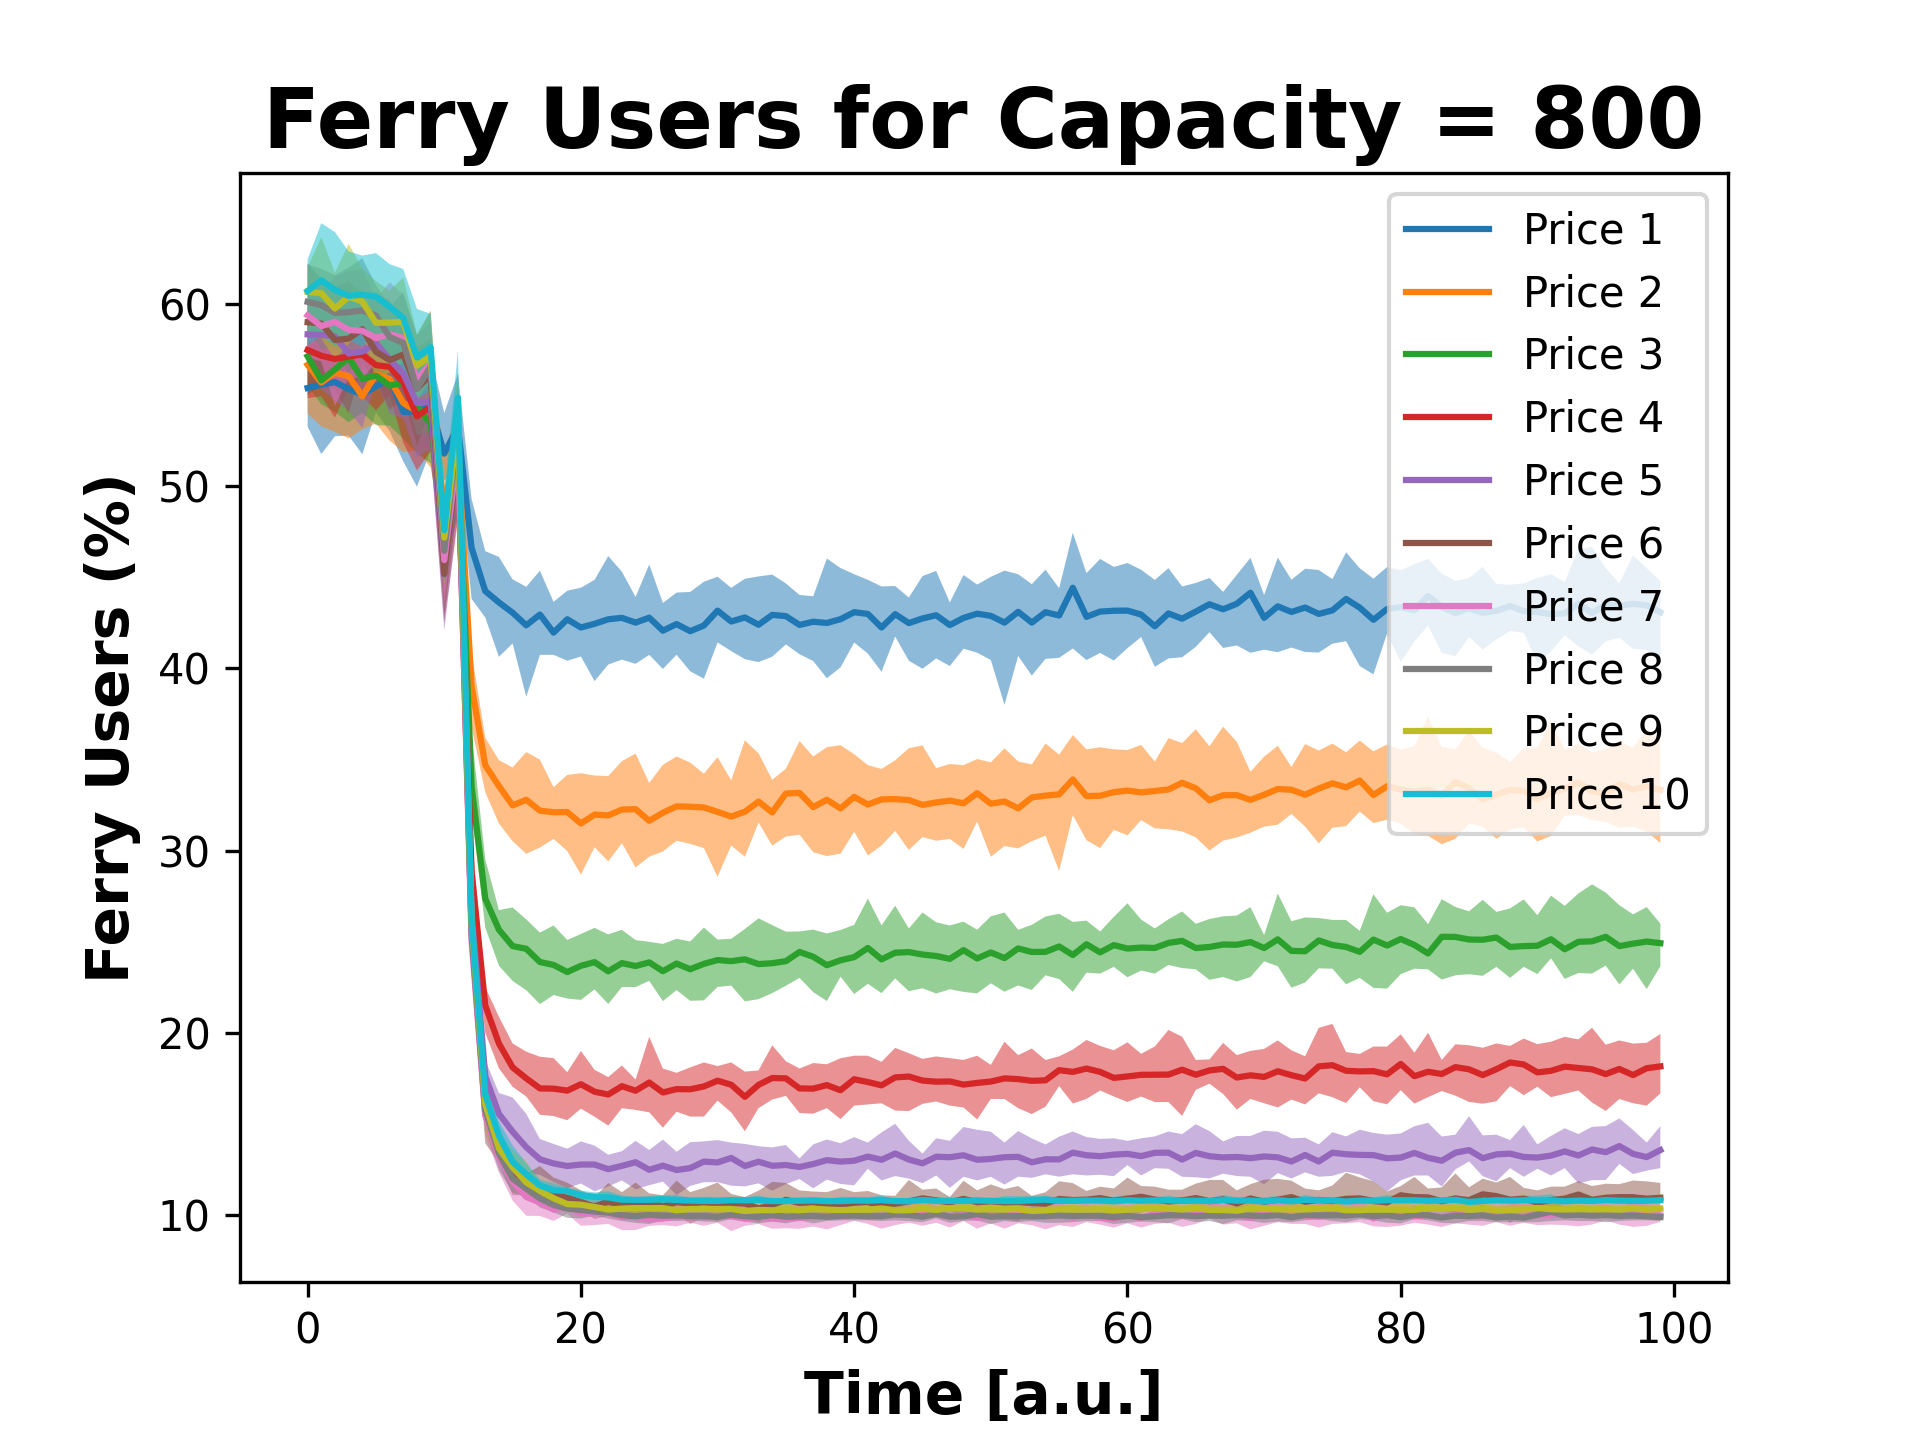 Ferry Users for Capacity = 800
Ferry Users (%)
60
50
40
30
20
10
Price 1
Price 2
Price 3
Price 4
Price 5
Price 6
Price 7
Price 8
Price 9
Price 10
0 20 40 60 80 100
Time [a.u.]